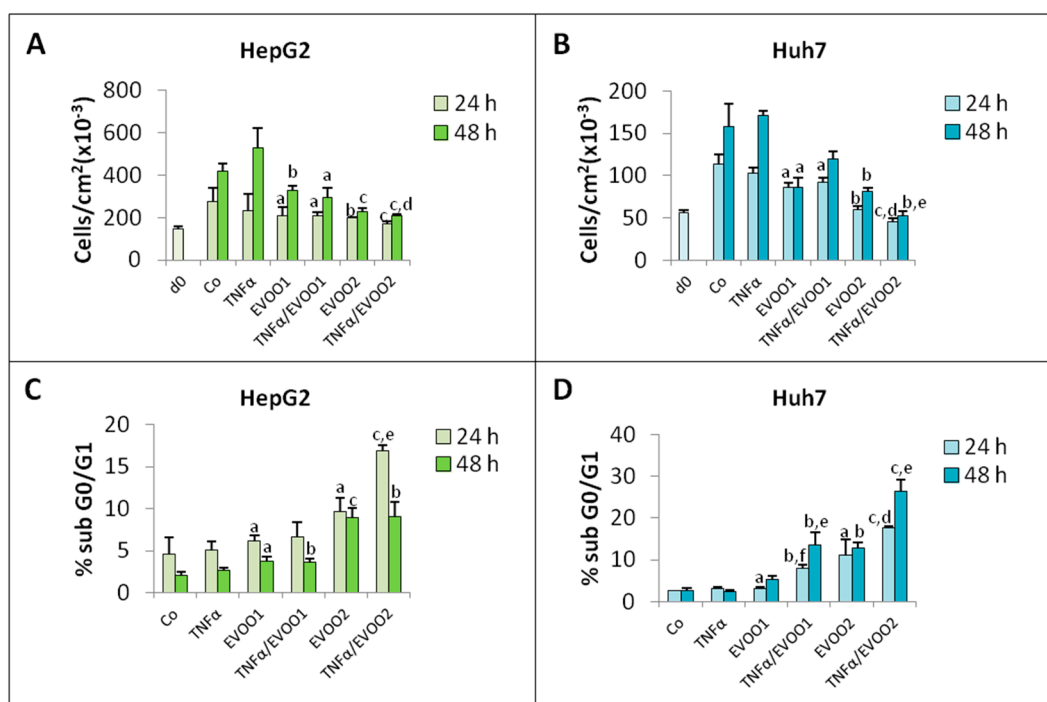 A
HepG2
Cells/cm²(x10⁻³)
800
600
400
200
0
24 h
48 h
a
b
a
a
b
c
c
c,d
d0
Co
TNFα
EVOO1
TNFα/EVOO1
EVOO2
TNFα/EVOO2
B
Huh7
Cells/cm²(x10⁻³)
200
150
100
50
0
24 h
48 h
a
a
a
b
b
c,d
b,e
d0
Co
TNFα
EVOO1
TNFα/EVOO1
EVOO2
TNFα/EVOO2
C
HepG2
% sub G0/G1
20
15
10
5
0
24 h
48 h
a
a
b
a
c
c,e
b
Co
TNFα
EVOO1
TNFα/EVOO1
EVOO2
TNFα/EVOO2
D
Huh7
% sub G0/G1
40
30
20
10
0
24 h
48 h
a
b,f
b,e
a
b
c,d
c,e
Co
TNFα
EVOO1
TNFα/EVOO1
EVOO2
TNFα/EVOO2